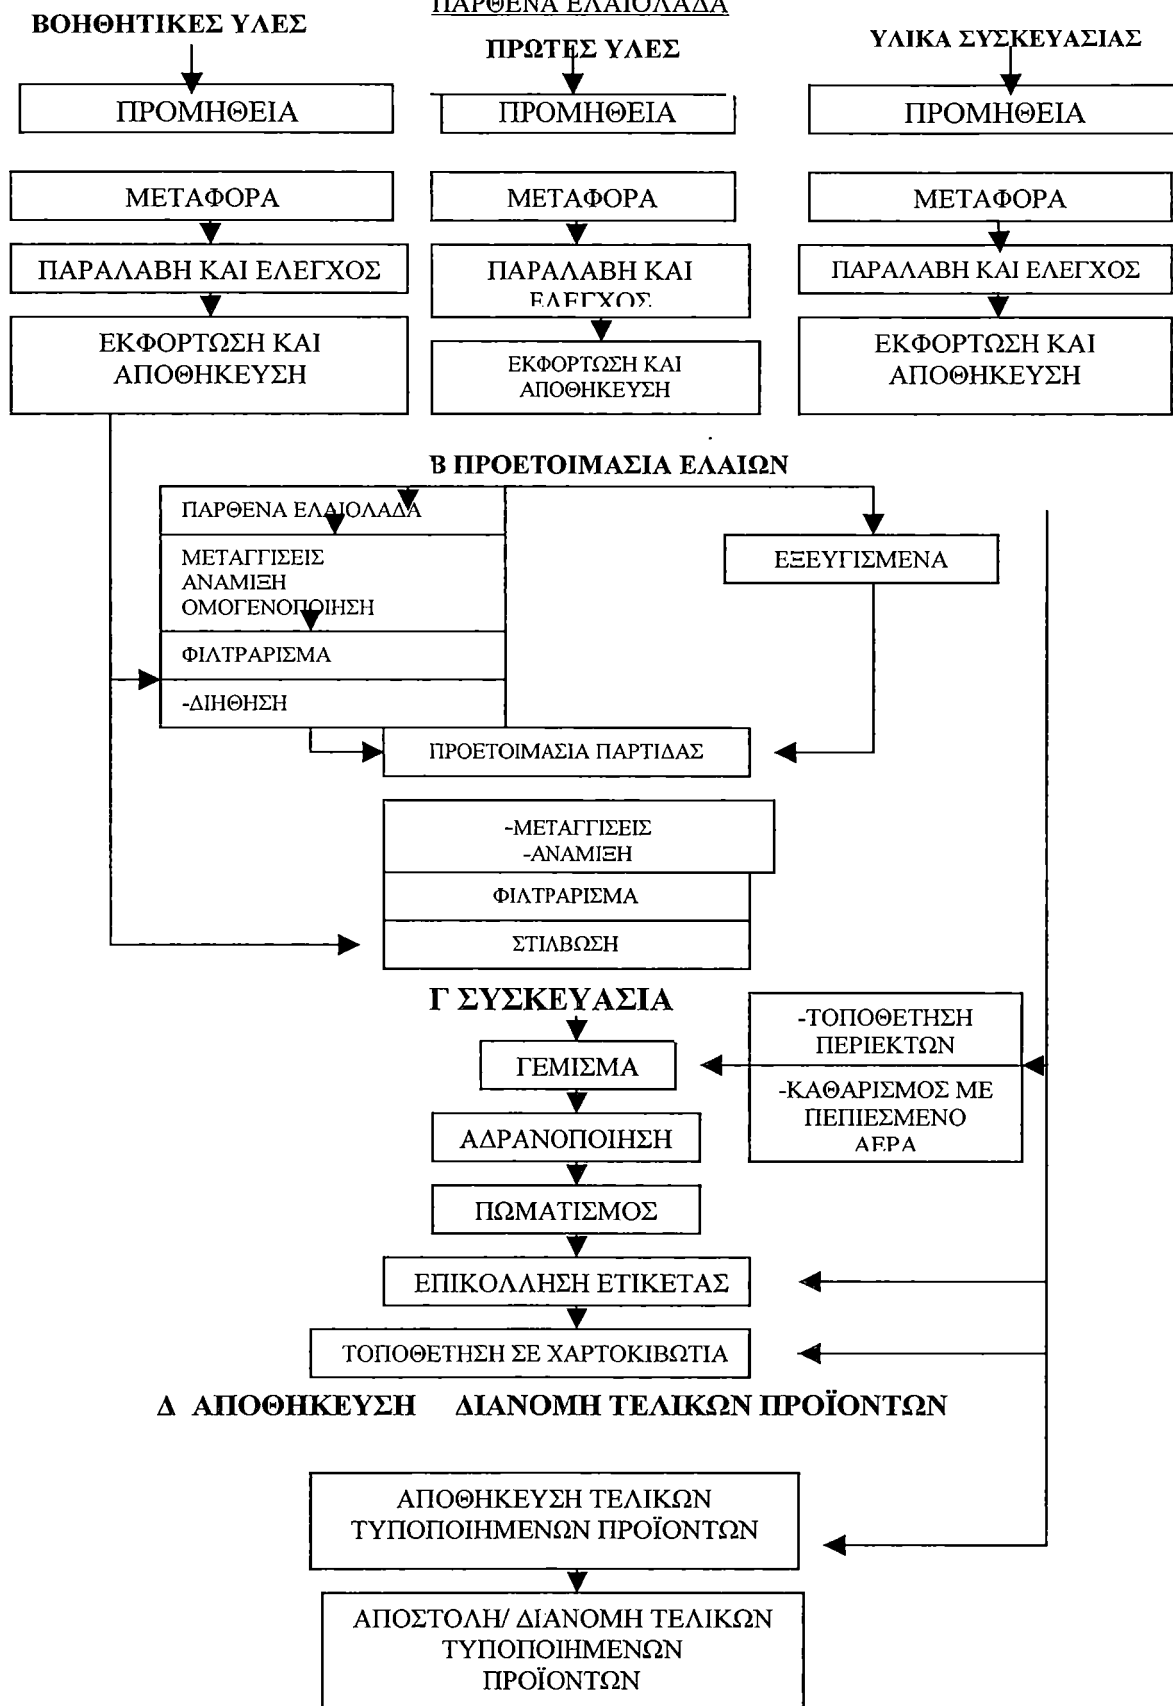 ΠΑΡΘΕΝΑ ΕΛΑΙΟΛΑΔΑ
ΒΟΗΘΗΤΙΚΕΣ ΥΛΕΣ
ΠΡΩΤΕΣ ΥΛΕΣ
ΥΛΙΚΑ ΣΥΣΚΕΥΑΣΙΑΣ
ΠΡΟΜΗΘΕΙΑ
ΠΡΟΜΗΘΕΙΑ
ΠΡΟΜΗΘΕΙΑ
ΜΕΤΑΦΟΡΑ
ΜΕΤΑΦΟΡΑ
ΜΕΤΑΦΟΡΑ
ΠΑΡΑΛΑΒΗ ΚΑΙ ΕΛΕΓΧΟΣ
ΠΑΡΑΛΑΒΗ ΚΑΙ
ΕΛΕΓΧΟΣ
ΠΑΡΑΛΑΒΗ ΚΑΙ ΕΛΕΓΧΟΣ
ΕΚΦΟΡΤΩΣΗ ΚΑΙ
ΑΠΟΘΗΚΕΥΣΗ
ΕΚΦΟΡΤΩΣΗ ΚΑΙ
ΑΠΟΘΗΚΕΥΣΗ
ΕΚΦΟΡΤΩΣΗ ΚΑΙ
ΑΠΟΘΗΚΕΥΣΗ
Β ΠΡΟΕΤΟΙΜΑΣΙΑ ΕΛΑΙΩΝ
ΠΑΡΘΕΝΑ ΕΛΑΙΟΛΑΔΑ
ΜΕΤΑΓΓΙΣΕΙΣ
ΑΝΑΜΙΞΗ
ΟΜΟΓΕΝΟΠΟΙΗΣΗ
ΕΞΕΥΓΙΣΜΕΝΑ
ΦΙΛΤΡΑΡΙΣΜΑ
-ΔΙΗΘΗΣΗ
ΠΡΟΕΤΟΙΜΑΣΙΑ ΠΑΡΤΙΔΑΣ
-ΜΕΤΑΓΓΙΣΕΙΣ
-ΑΝΑΜΙΞΗ
ΦΙΛΤΡΑΡΙΣΜΑ
ΣΤΙΛΒΩΣΗ
Γ ΣΥΣΚΕΥΑΣΙΑ
-ΤΟΠΟΘΕΤΗΣΗ
ΠΕΡΙΕΚΤΩΝ
ΓΕΜΙΣΜΑ
-ΚΑΘΑΡΙΣΜΟΣ ΜΕ
ΠΕΠΙΕΣΜΕΝΟ
ΑΕΡΑ
ΑΔΡΑΝΟΠΟΙΗΣΗ
ΠΩΜΑΤΙΣΜΟΣ
ΕΠΙΚΟΛΛΗΣΗ ΕΤΙΚΕΤΑΣ
ΤΟΠΟΘΕΤΗΣΗ ΣΕ ΧΑΡΤΟΚΙΒΩΤΙΑ
Δ ΑΠΟΘΗΚΕΥΣΗ ΔΙΑΝΟΜΗ ΤΕΛΙΚΩΝ ΠΡΟΪΟΝΤΩΝ
ΑΠΟΘΗΚΕΥΣΗ ΤΕΛΙΚΩΝ
ΤΥΠΟΠΟΙΗΜΕΝΩΝ ΠΡΟΪΟΝΤΩΝ
ΑΠΟΣΤΟΛΗ/ ΔΙΑΝΟΜΗ ΤΕΛΙΚΩΝ
ΤΥΠΟΠΟΙΗΜΕΝΩΝ
ΠΡΟΪΟΝΤΩΝ